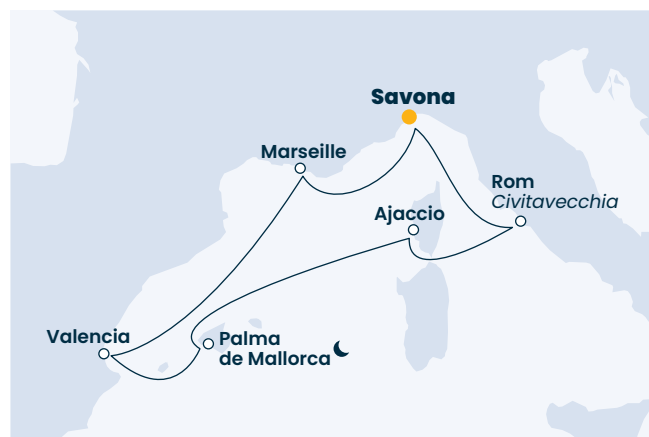 Savona
Marseille
Rom
Civitavecchia
Ajaccio
Valencia
Palma
de Mallorca